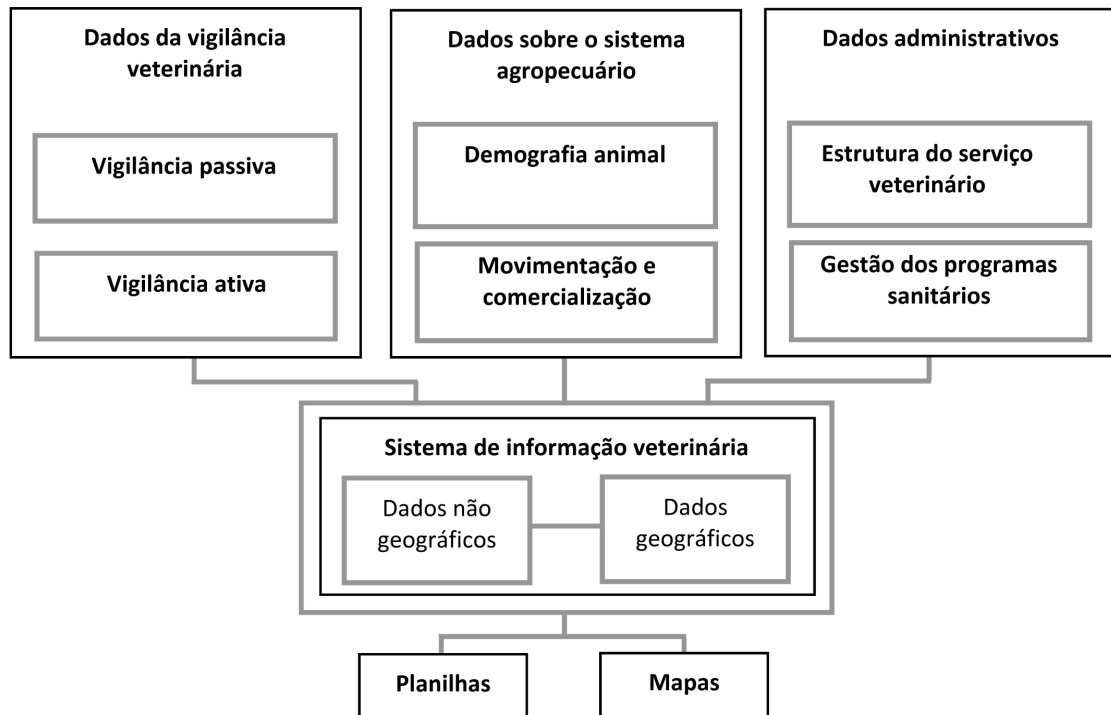 Dados da vigilância
veterinária
Vigilância passiva
Vigilância ativa
Dados sobre o sistema
agropecuário
Demografia animal
Movimentação e
comercialização
Dados administrativos
Estrutura do serviço
veterinário
Gestão dos programas
sanitários
Sistema de informação veterinária
Dados não
geográficos
Dados
geográficos
Planilhas
Mapas